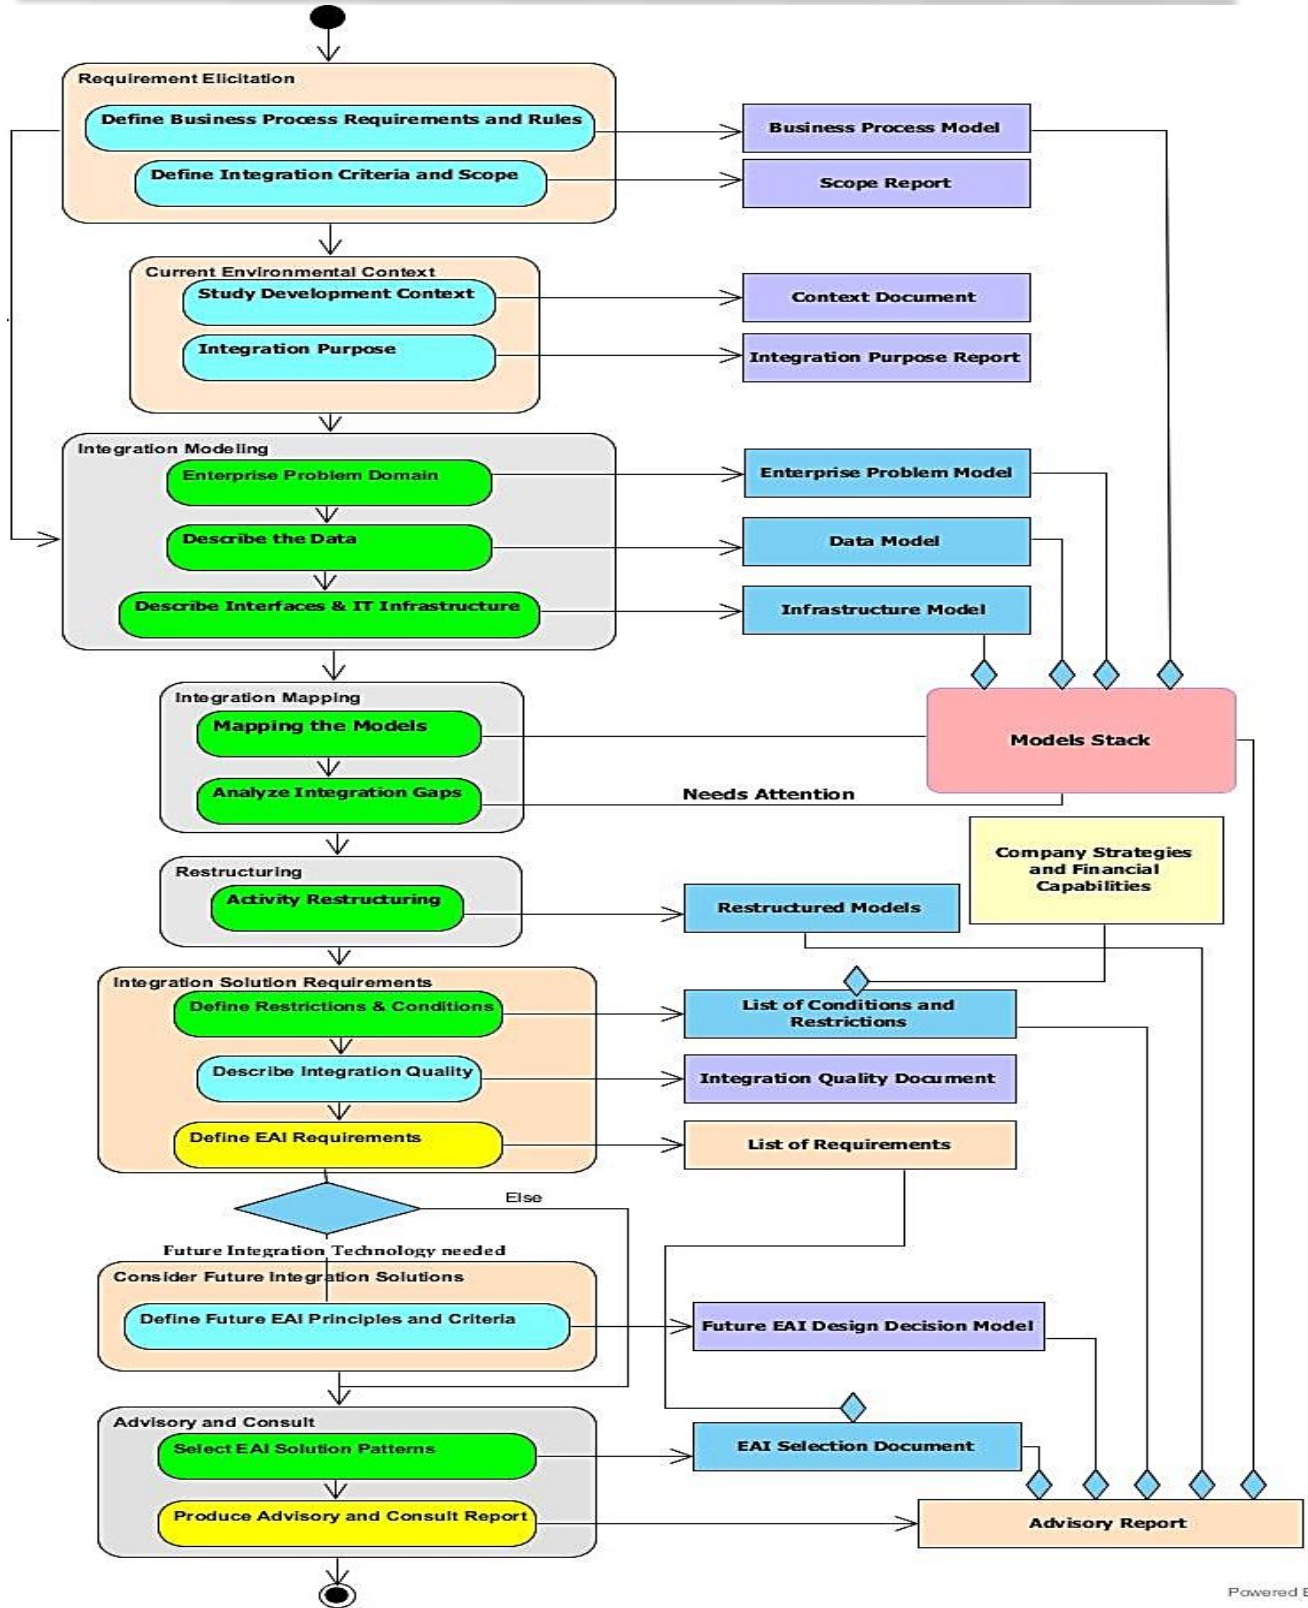 Requirement Elicitation
Define Business Process Requirements and Rules
Business Process Model
Define Integration Criteria and Scope
Scope Report
Current Environmental Context
Study Development Context
Context Document
Integration Purpose
Integration Purpose Report
Integration Modeling
Enterprise Problem Domain
Enterprise Problem Model
Describe the Data
Data Model
Describe Interfaces & IT Infrastructure
Infrastructure Model
Integration Mapping
Mapping the Models
Models Stack
Analyze Integration Gaps
Needs Attention
Company Strategies
and Financial
Capabilities
Restructuring
Activity Restructuring
Restructured Models
Integration Solution Requirements
Define Restrictions & Conditions
List of Conditions and
Restrictions
Describe Integration Quality
Integration Quality Document
Define EAI Requirements
List of Requirements
Else
Future Integration Technology needed
Consider Future Integration Solutions
Define Future EAI Principles and Criteria
Future EAI Design Decision Model
Advisory and Consult
Select EAI Solution Patterns
EAI Selection Document
Produce Advisory and Consult Report
Advisory Report
Powered